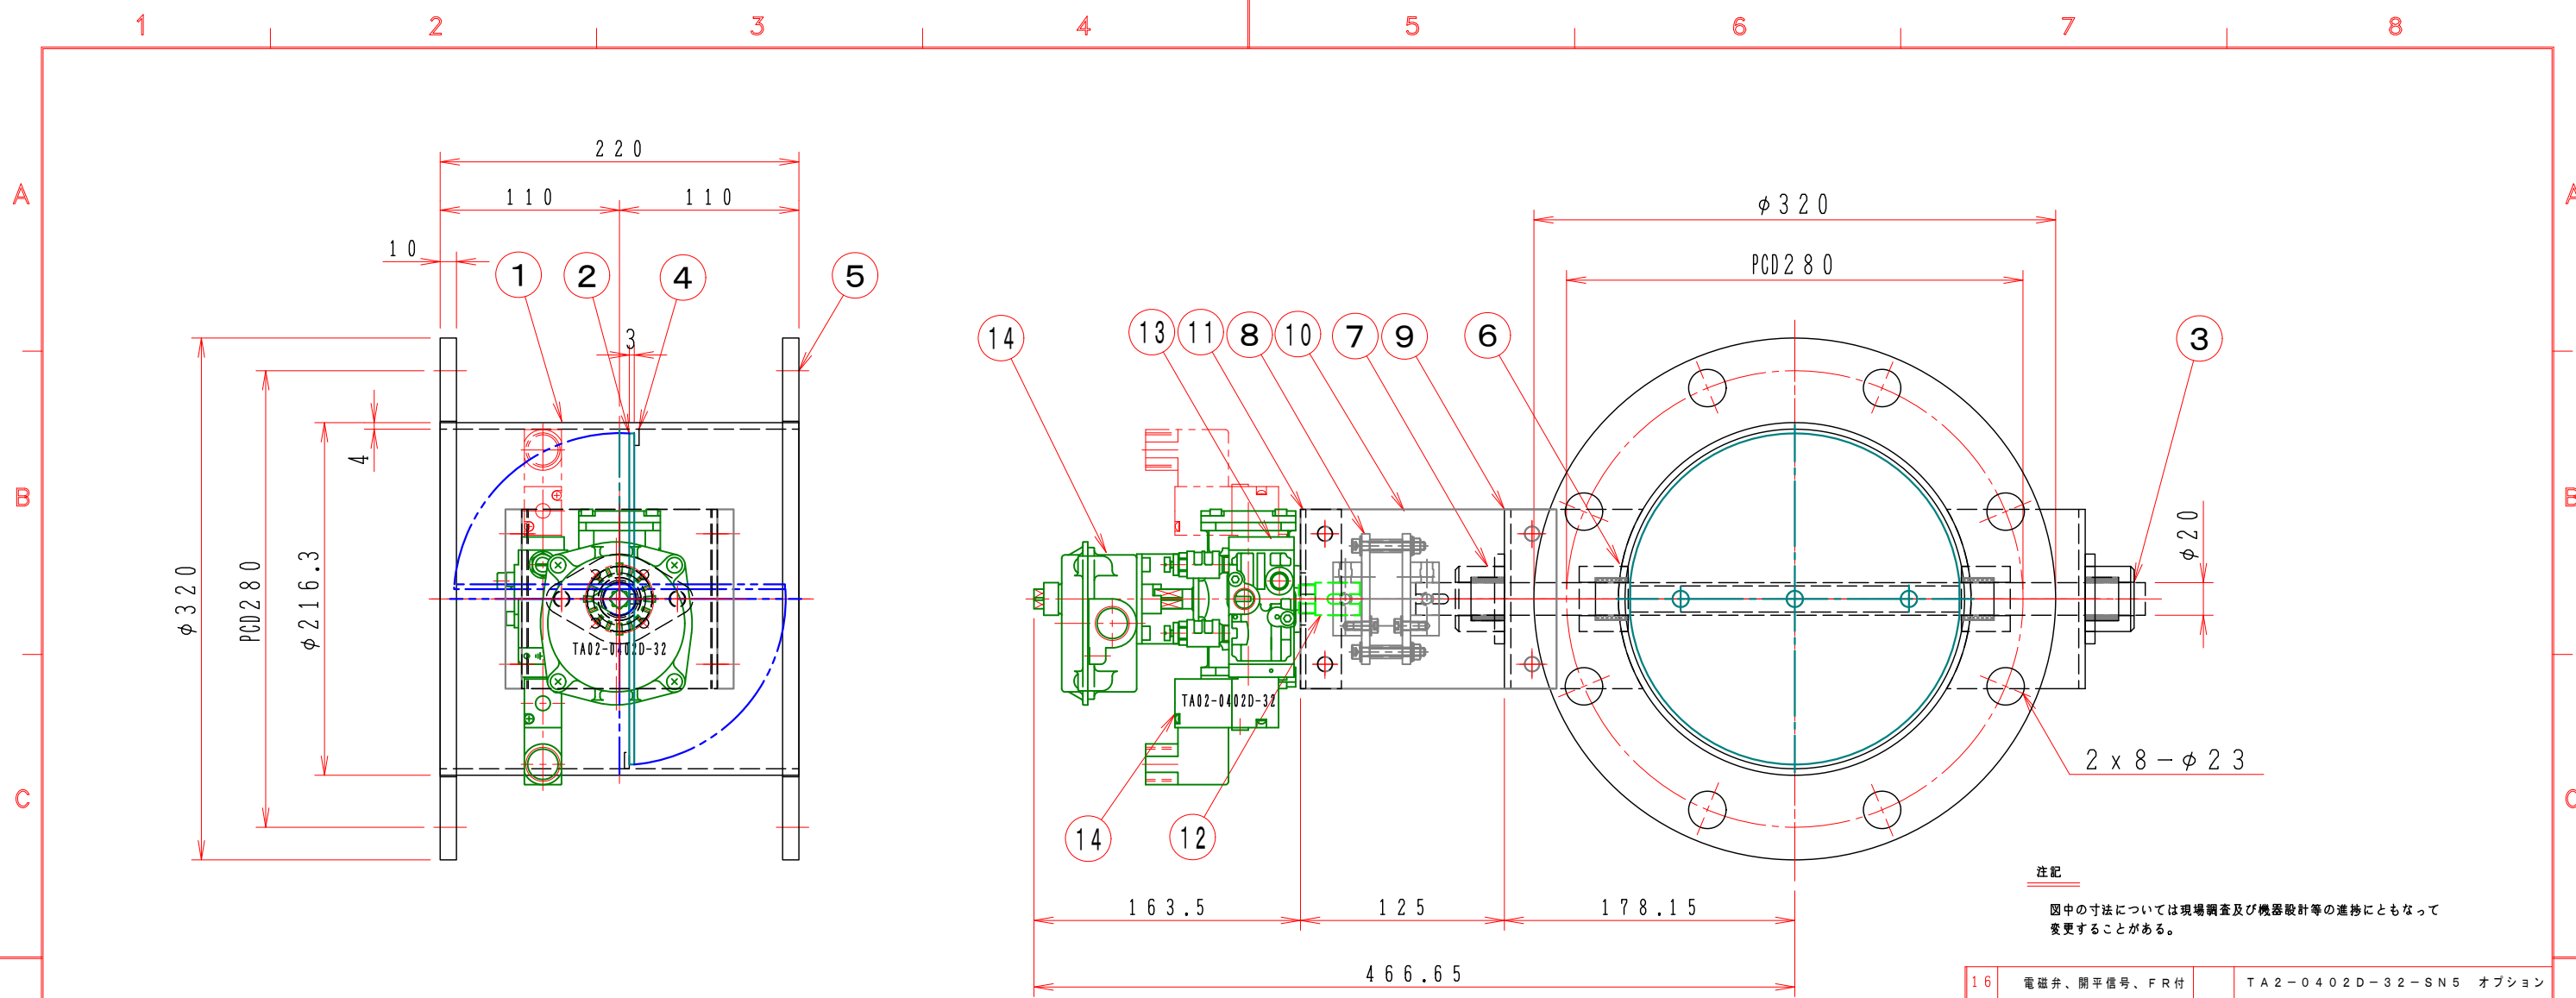 1 2 3 4 5 6 7 8
A
B
C
A
B
C
220
110 110
10
1 2 4 5
3
φ320
PCD280
φ216.3
4
TA02-0402D-32
φ320
PCD280
14 13 11 8 10 7 9 6 3
φ20
TA02-0402D-32
14 12
2x8-φ23
163.5 125 178.15
466.65
注記
図中の寸法については現場調査及び機器設計等の進捗にともなって
変更することがある。
16 電磁弁、開平信号、FR付 TA2-0402D-32-SN5 オプション